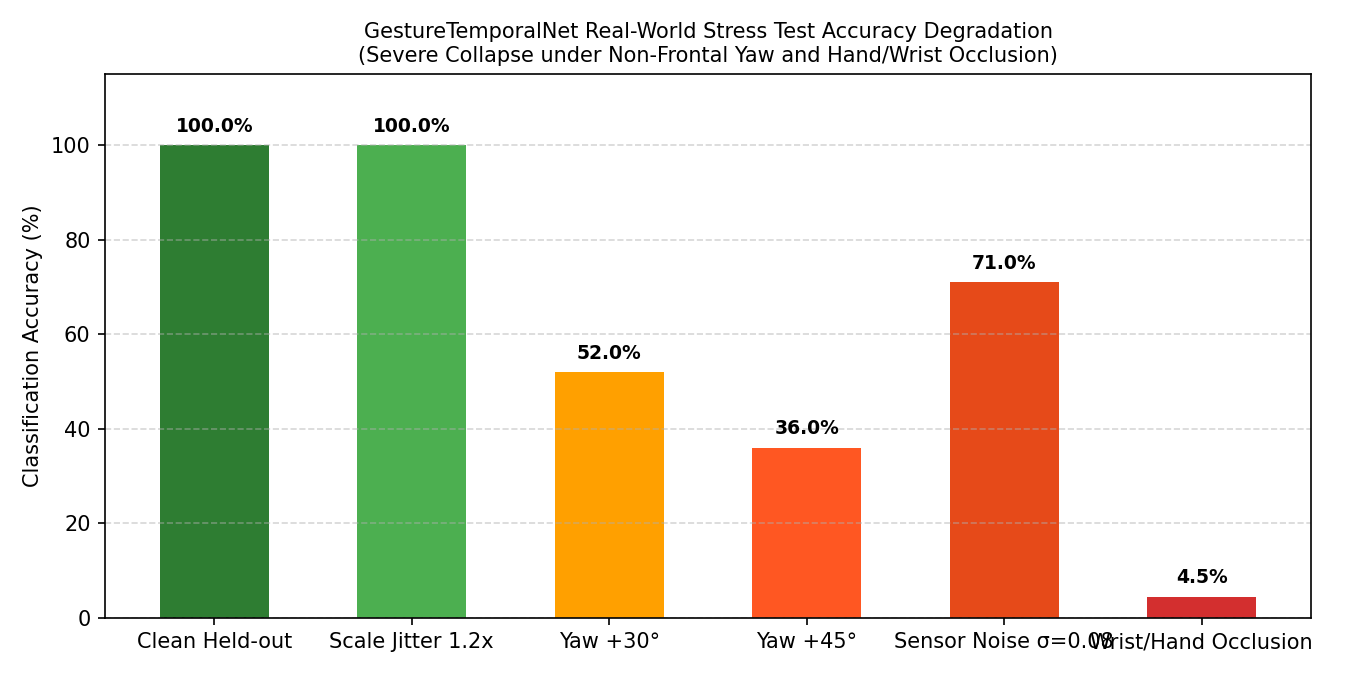 GestureTemporalNet Real-World Stress Test Accuracy Degradation
(Severe Collapse under Non-Frontal Yaw and Hand/Wrist Occlusion)
Classification Accuracy (%)
100
80
60
40
20
0
100.0%
100.0%
52.0%
36.0%
71.0%
4.5%
Clean Held-out
Scale Jitter 1.2x
Yaw +30°
Yaw +45°
Sensor Noise σ=0.08
Wrist/Hand Occlusion